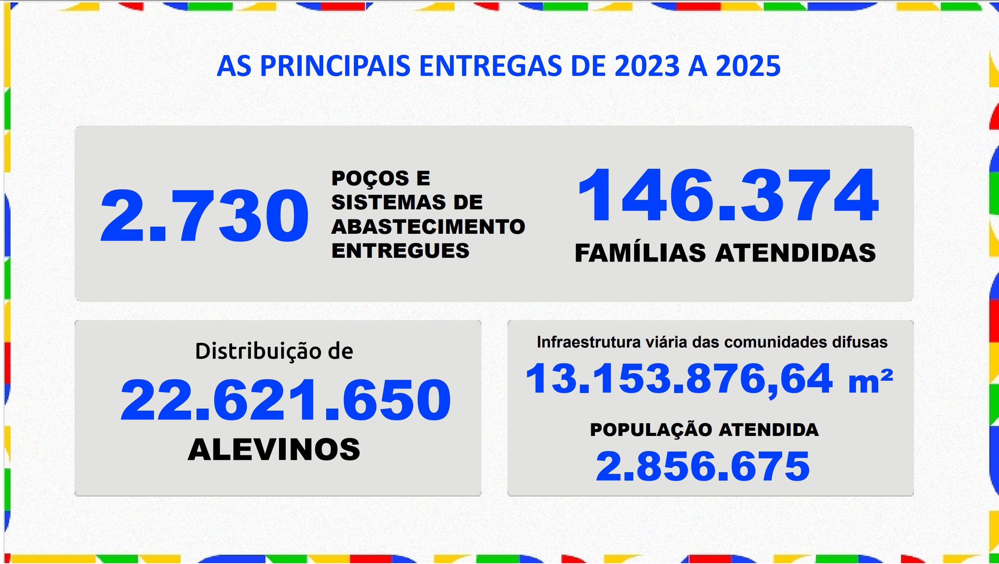 AS PRINCIPAIS ENTREGAS DE 2023 A 2025
2.730
POÇOS E
SISTEMAS DE
ABASTECIMENTO
ENTREGUES
146.374
FAMÍLIAS ATENDIDAS
Distribuição de
22.621.650
ALEVINOS
Infraestrutura viária das comunidades difusas
13.153.876,64 m²
POPULAÇÃO ATENDIDA
2.856.675